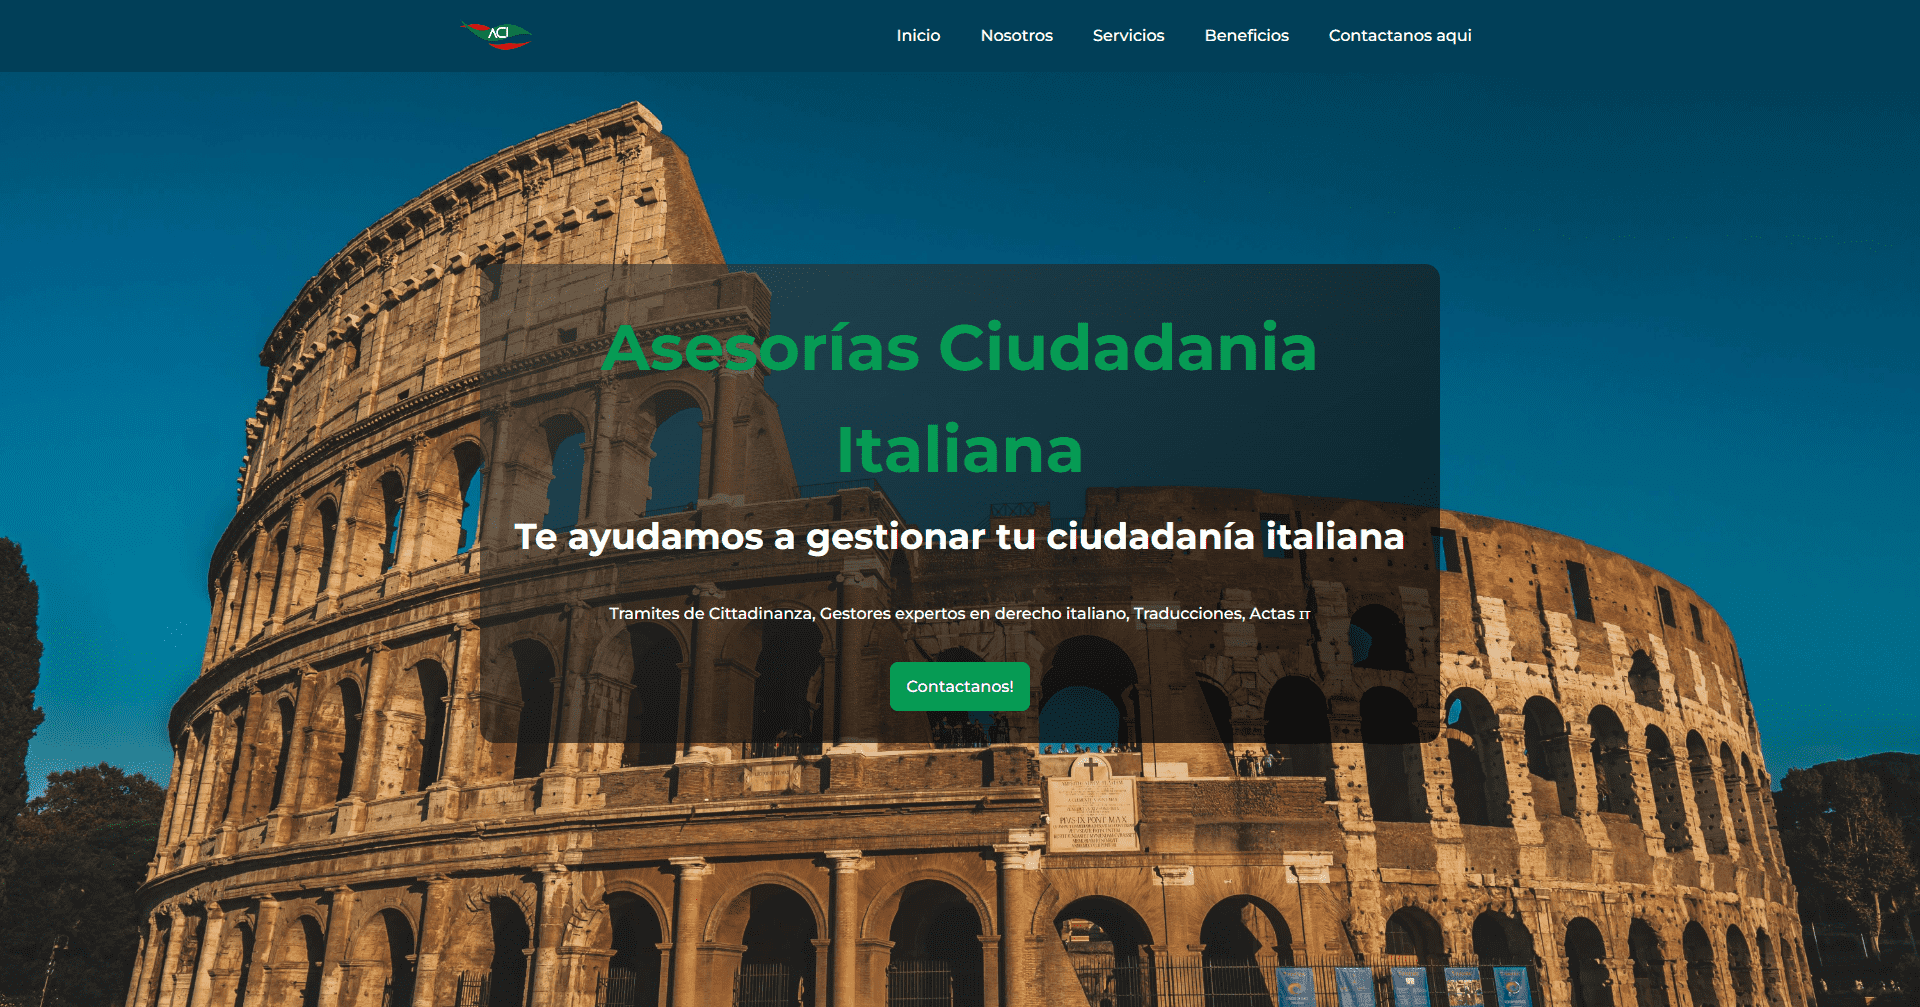 ACI
Inicio
Nosotros
Servicios
Beneficios
Contactanos aqui
Asesorías Ciudadania
Italiana
Te ayudamos a gestionar tu ciudadanía italiana
Tramites de Cittadinanza, Gestores expertos en derecho italiano, Traducciones, Actas IT
Contactanos!
PIVS·IX·PONT·MAX